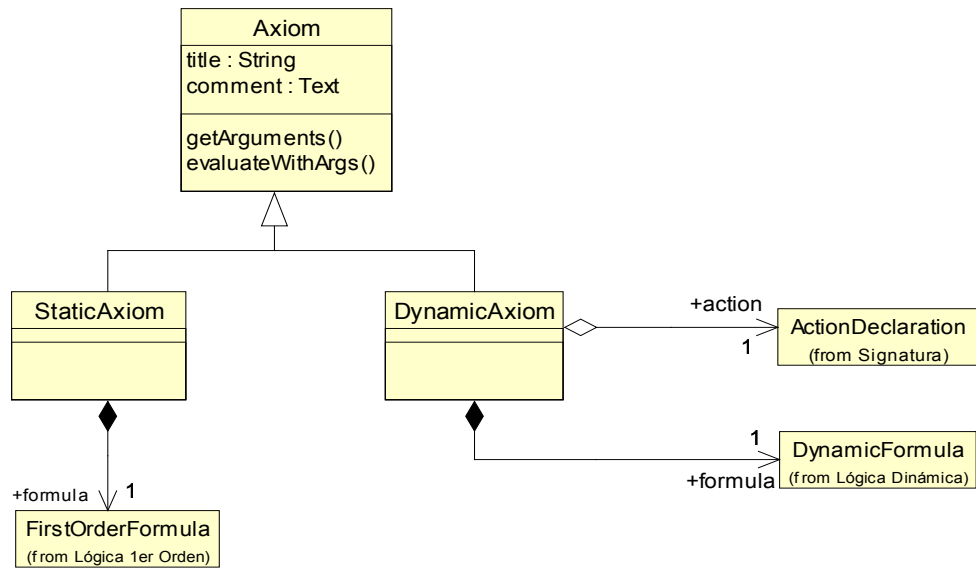 Axiom
title : String
comment : Text
getArguments()
evaluateWithArgs()
StaticAxiom
DynamicAxiom
+action
1
ActionDeclaration
(from Signatura)
1
+formula
DynamicFormula
(from Lógica Dinámica)
+formula
1
FirstOrderFormula
(from Lógica 1er Orden)